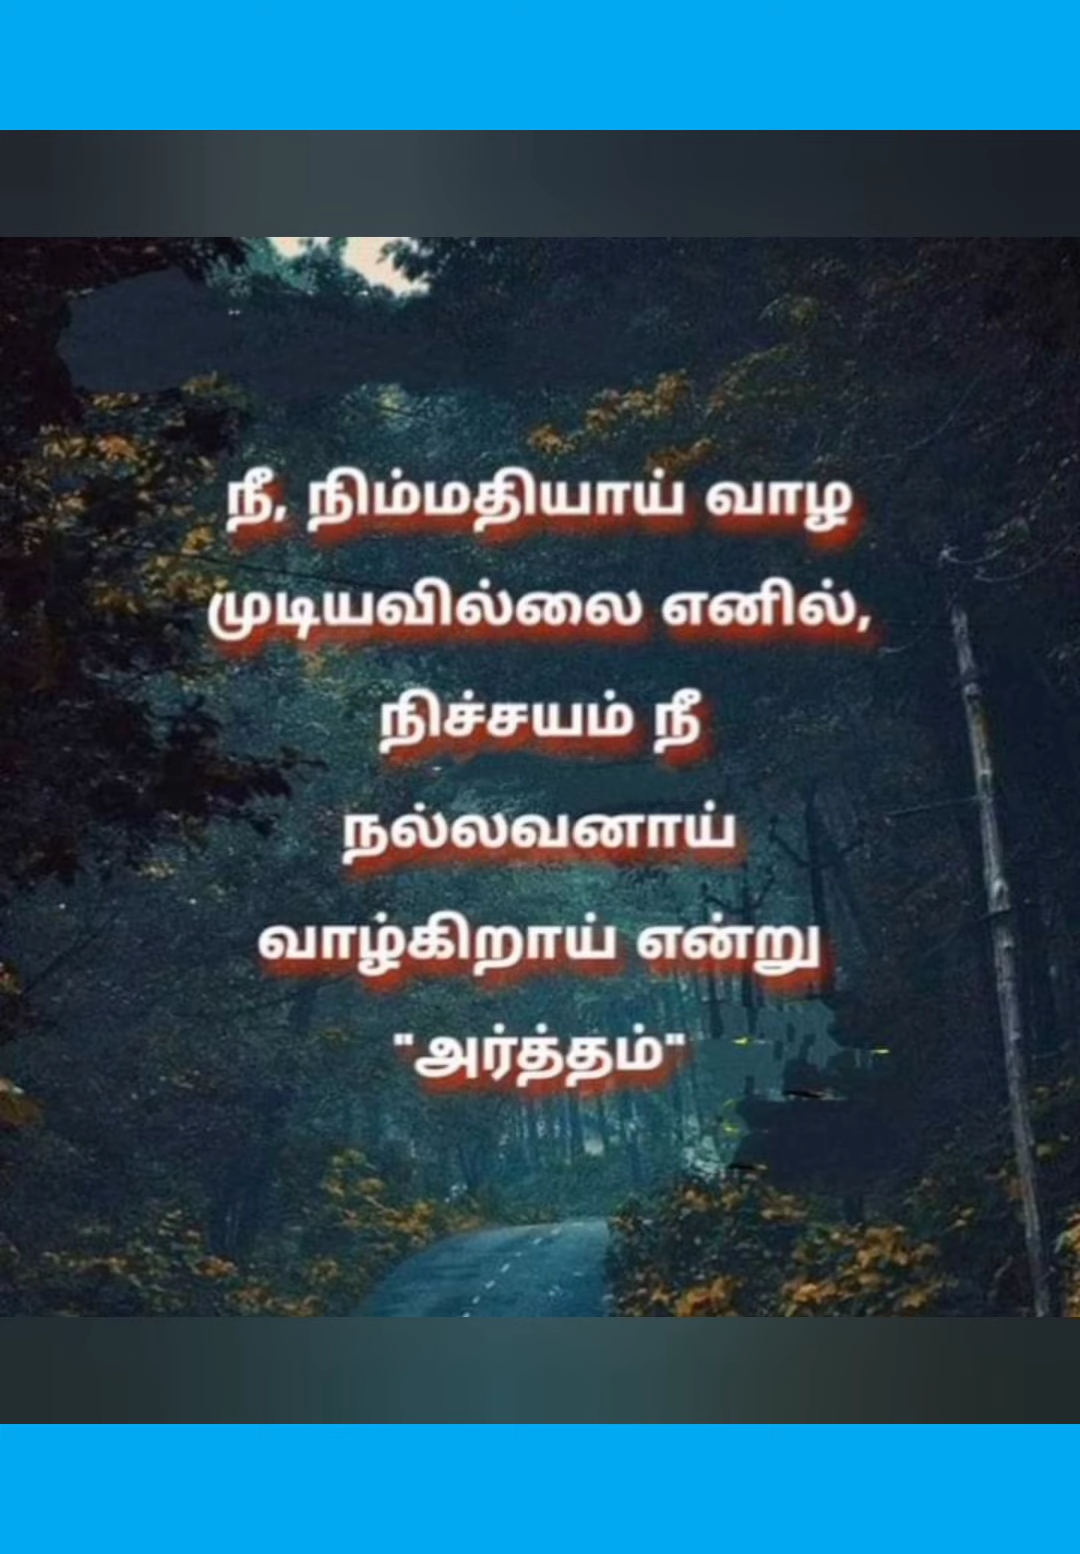 நீ, நிம்மதியாய் வாழ
முடியவில்லை எனில்,
நிச்சயம் நீ
நல்லவனாய்
வாழ்கிறாய் என்று
"அர்த்தம்"